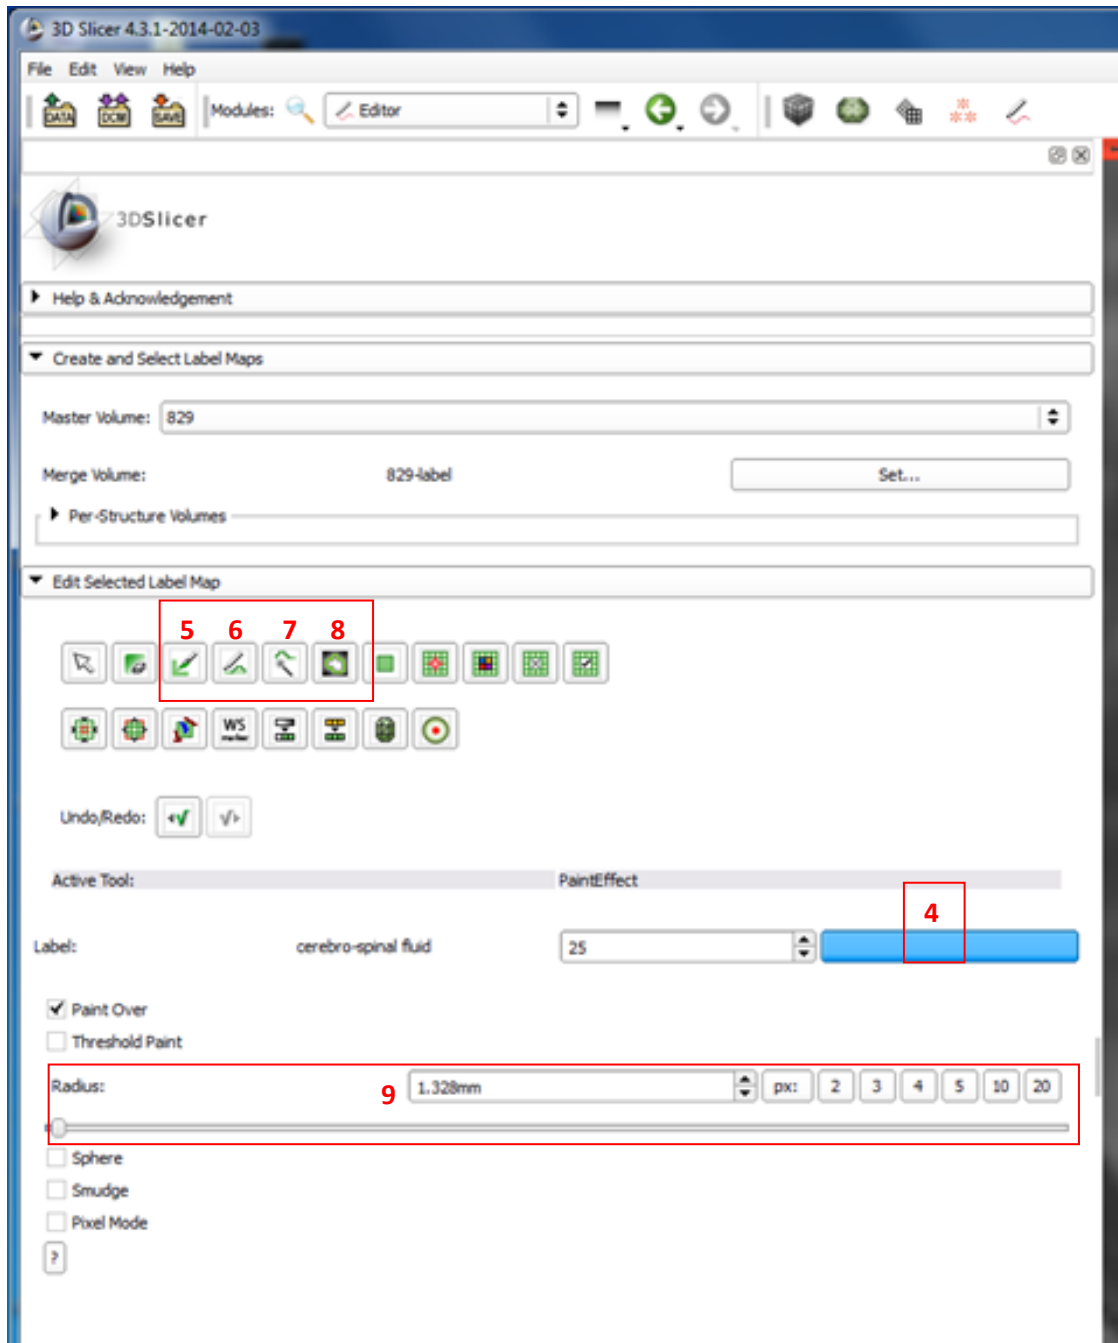 3D Slicer 4.3.1-2014-02-03
File Edit View Help
DATA DCM SAVE Modules: Editor
3DSlicer
Help & Acknowledgement
Create and Select Label Maps
Master Volume: 829
Merge Volume: 829-label Set...
Per-Structure Volumes
Edit Selected Label Map
5 6 7 8
WS marker
Undo/Redo:
Active Tool: PaintEffect
4
Label: cerebro-spinal fluid 25
Paint Over
Threshold Paint
Radius: 9 1.328mm px: 2 3 4 5 10 20
Sphere
Smudge
Pixel Mode
?